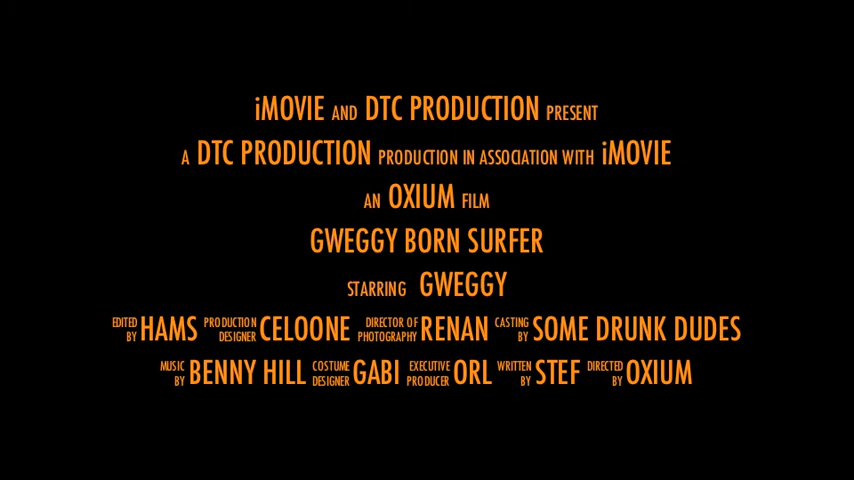 iMOVIE AND DTC PRODUCTION PRESENT
A DTC PRODUCTION PRODUCTION IN ASSOCIATION WITH iMOVIE
AN OXIUM FILM
GWEGGY BORN SURFER
STARRING GWEGGY
EDITED BY HAMS PRODUCTION DESIGNER CELOONE DIRECTOR OF PHOTOGRAPHY RENAN CASTING BY SOME DRUNK DUDES
MUSIC BY BENNY HILL COSTUME DESIGNER GABI EXECUTIVE PRODUCER ORL WRITTEN BY STEF DIRECTED BY OXIUM